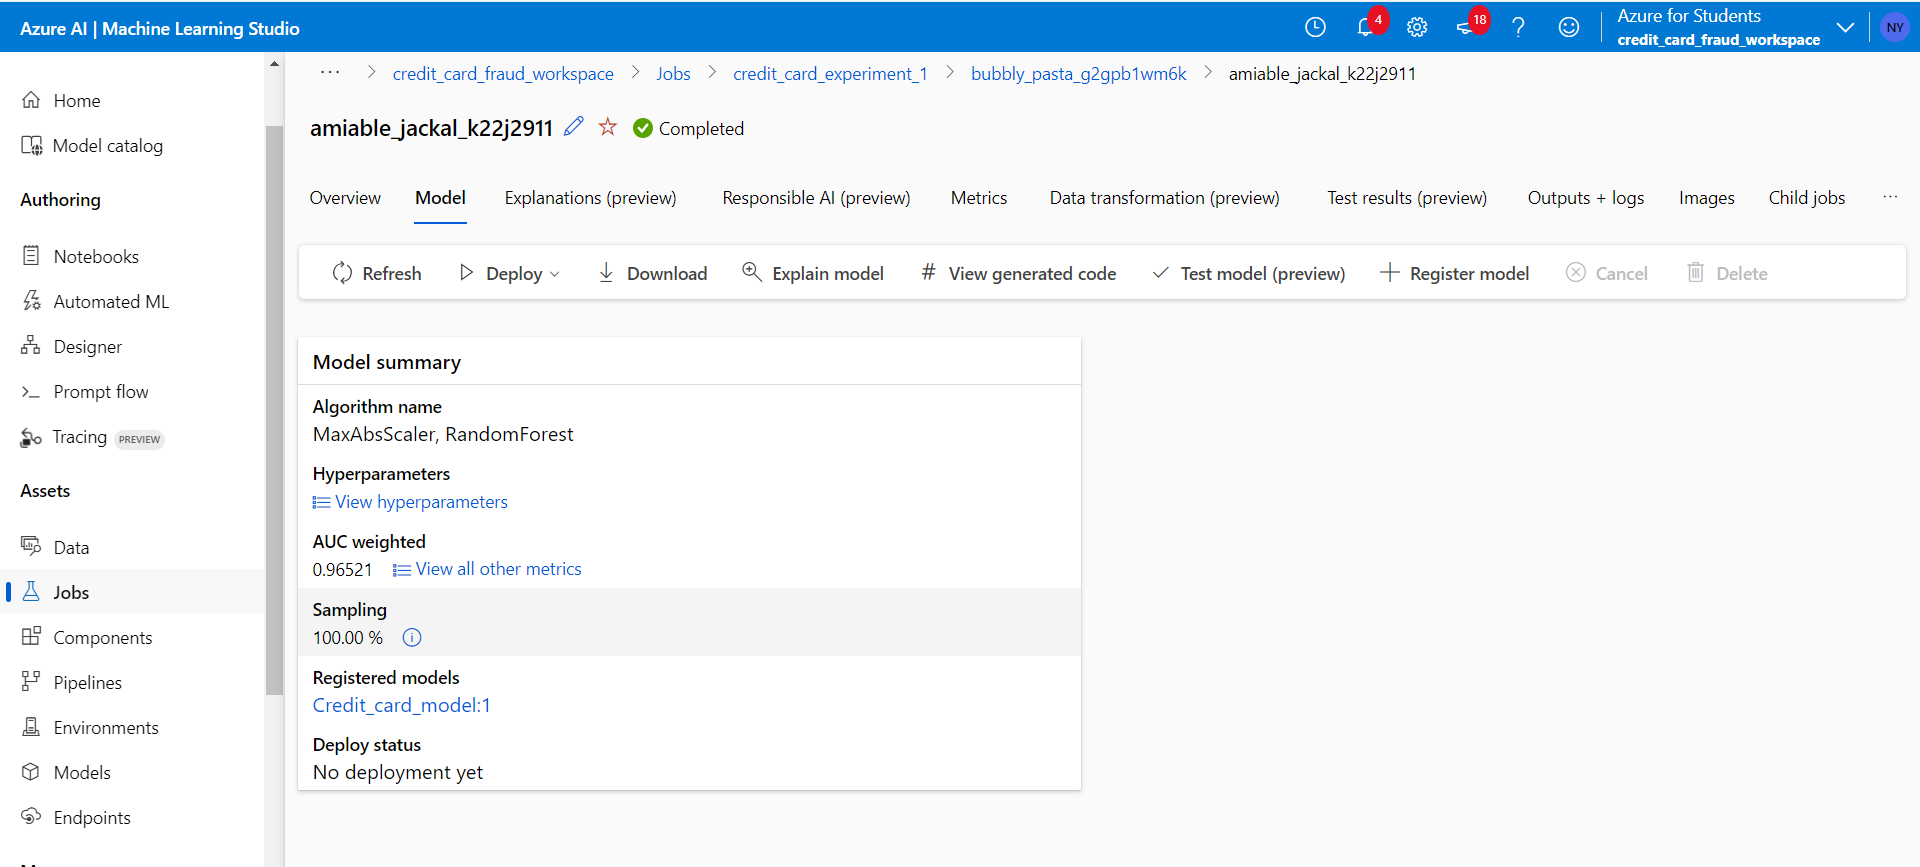 Azure AI | Machine Learning Studio
4
18
Azure for Students
credit_card_fraud_workspace
NY
Home
Model catalog
Authoring
Notebooks
Automated ML
Designer
Prompt flow
Tracing PREVIEW
Assets
Data
Jobs
Components
Pipelines
Environments
Models
Endpoints
... > credit_card_fraud_workspace > Jobs > credit_card_experiment_1 > bubbly_pasta_g2gpb1wm6k > amiable_jackal_k22j2911
amiable_jackal_k22j2911 Completed
Overview Model Explanations (preview) Responsible AI (preview) Metrics Data transformation (preview) Test results (preview) Outputs + logs Images Child jobs ...
Refresh Deploy Download Explain model # View generated code Test model (preview) Register model Cancel Delete
Model summary
Algorithm name
MaxAbsScaler, RandomForest
Hyperparameters
View hyperparameters
AUC weighted
0.96521 View all other metrics
Sampling
100.00 %
Registered models
Credit_card_model:1
Deploy status
No deployment yet